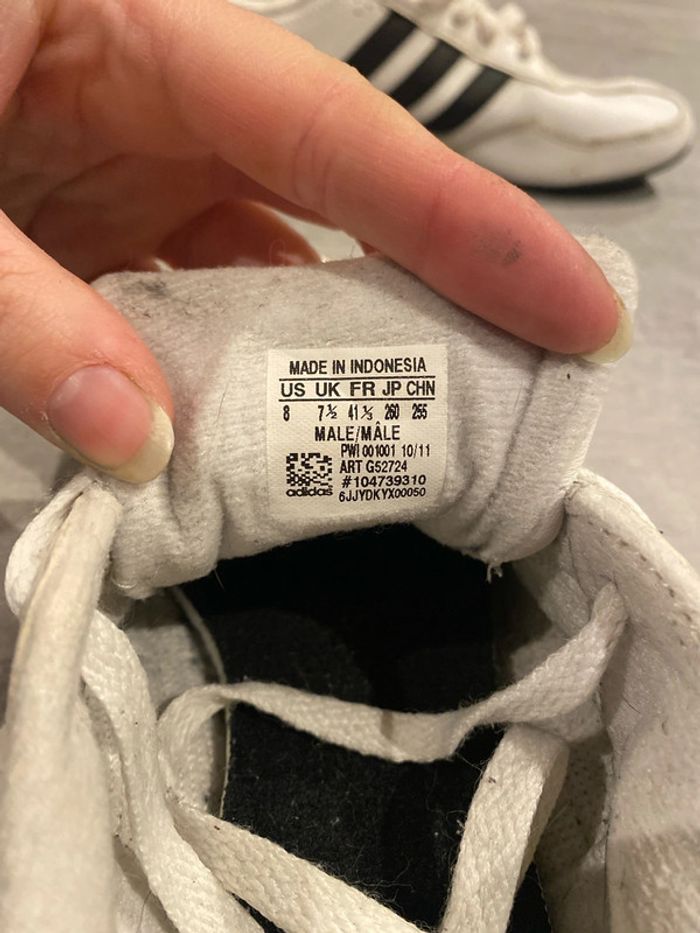 MADE IN INDONESIA
US UK FR JP CHN
8 7½ 41⅓ 260 255
MALE/MÂLE
PWI 001001 10/11
ART G52724
#104739310
adidas 6JJYDKYX00050